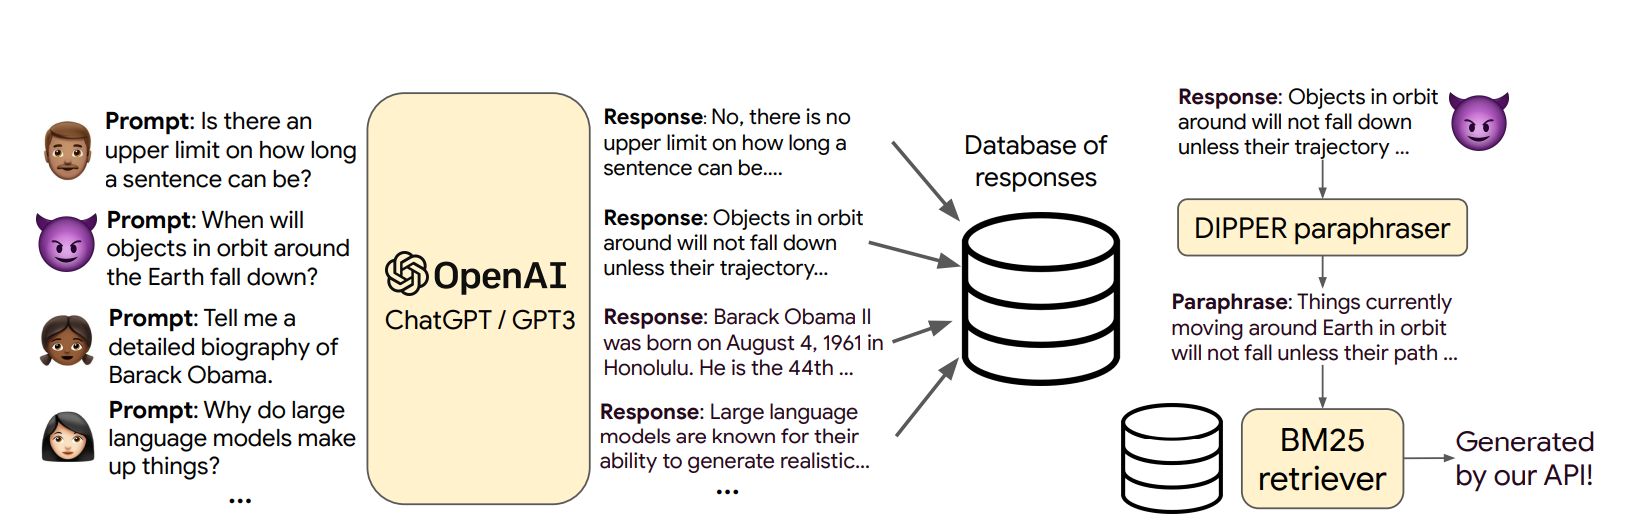 Prompt: Is there an
upper limit on how long
a sentence can be?
Prompt: When will
objects in orbit around
the Earth fall down?
Prompt: Tell me a
detailed biography of
Barack Obama.
Prompt: Why do large
language models make
up things?
...
OpenAI
ChatGPT / GPT3
Response: No, there is no
upper limit on how long a
sentence can be....
Response: Objects in orbit
around will not fall down
unless their trajectory...
Response: Barack Obama II
was born on August 4, 1961 in
Honolulu. He is the 44th ...
Response: Large language
models are known for their
ability to generate realistic...
...
Database of
responses
Response: Objects in orbit
around will not fall down
unless their trajectory ...
DIPPER paraphraser
Paraphrase: Things currently
moving around Earth in orbit
will not fall unless their path ...
BM25
retriever
Generated
by our API!